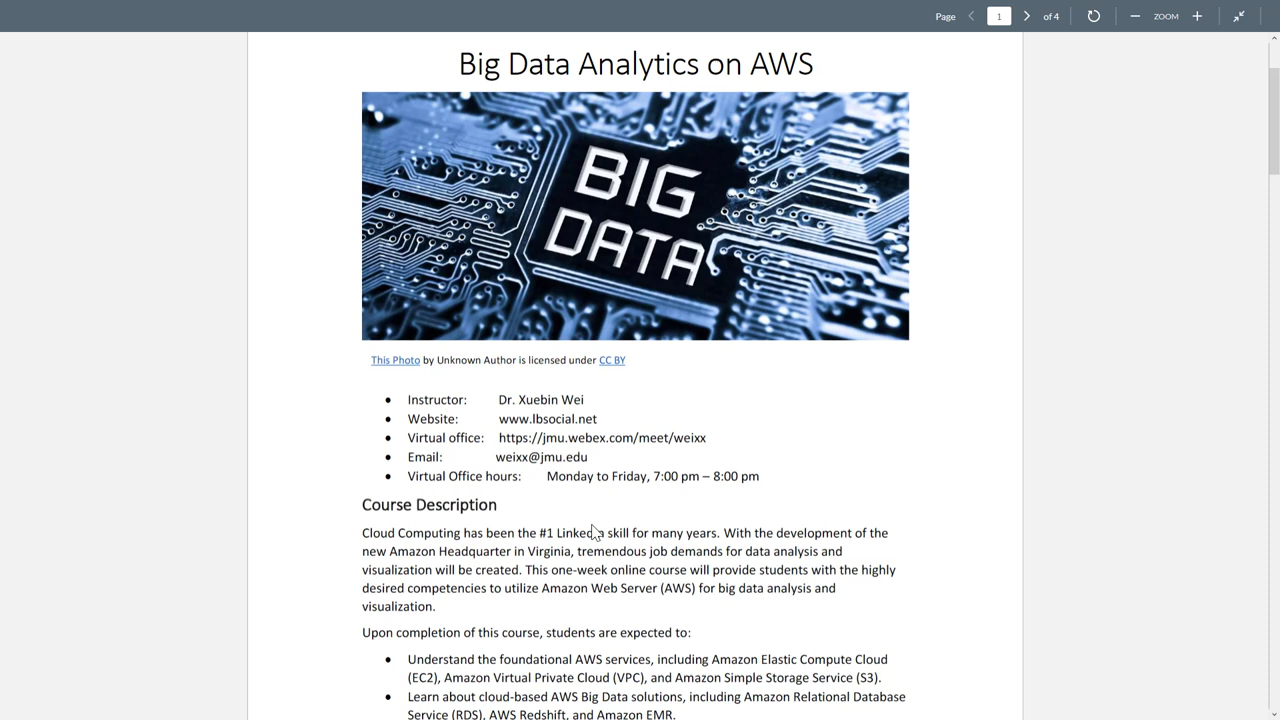 Page 1 of 4 ZOOM
Big Data Analytics on AWS
BIG
DATA
This Photo by Unknown Author is licensed under CC BY
• Instructor: Dr. Xuebin Wei
• Website: www.lbsocial.net
• Virtual office: https://jmu.webex.com/meet/weixx
• Email: weixx@jmu.edu
• Virtual Office hours: Monday to Friday, 7:00 pm – 8:00 pm
Course Description
Cloud Computing has been the #1 LinkedIn skill for many years. With the development of the
new Amazon Headquarter in Virginia, tremendous job demands for data analysis and
visualization will be created. This one-week online course will provide students with the highly
desired competencies to utilize Amazon Web Server (AWS) for big data analysis and
visualization.
Upon completion of this course, students are expected to:
• Understand the foundational AWS services, including Amazon Elastic Compute Cloud
(EC2), Amazon Virtual Private Cloud (VPC), and Amazon Simple Storage Service (S3).
• Learn about cloud-based AWS Big Data solutions, including Amazon Relational Database
Service (RDS), AWS Redshift, and Amazon EMR.